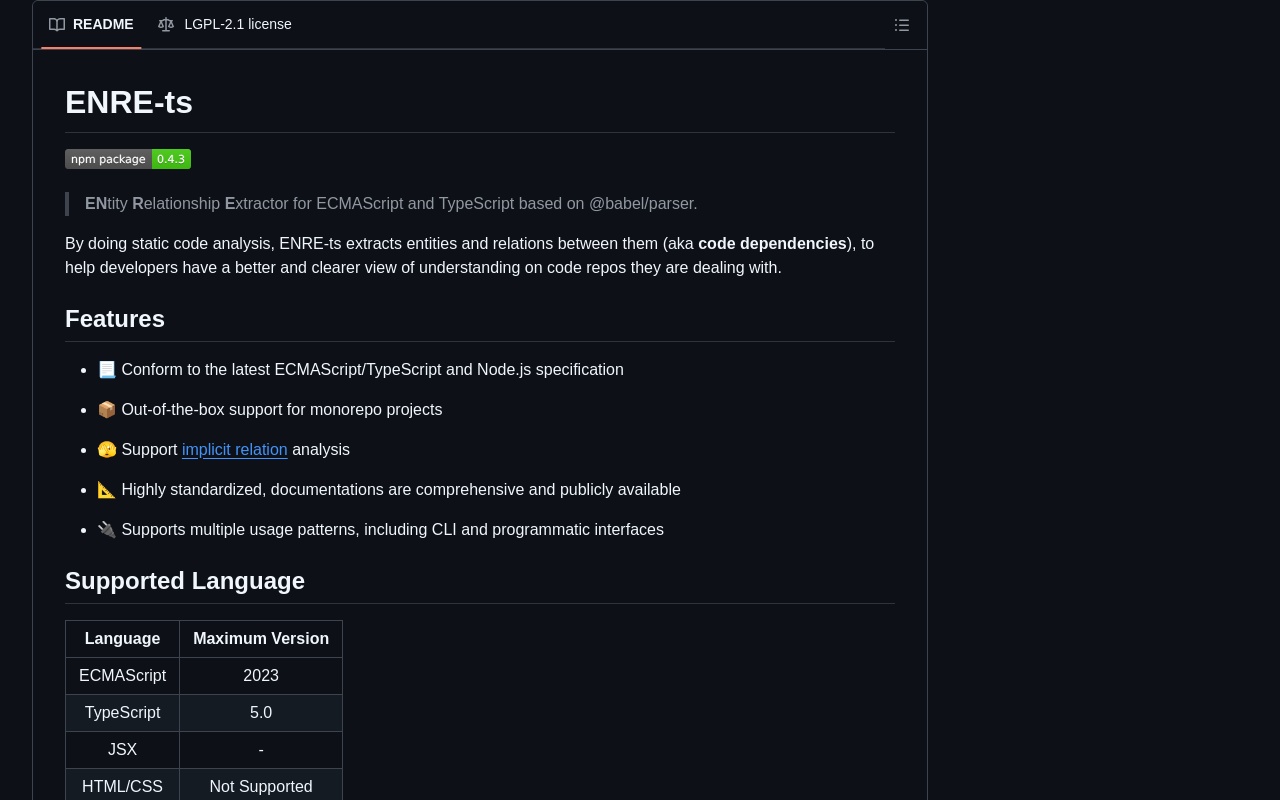 README
LGPL-2.1 license
ENRE-ts
npm package 0.4.3
ENtity Relationship Extractor for ECMAScript and TypeScript based on @babel/parser.
By doing static code analysis, ENRE-ts extracts entities and relations between them (aka code dependencies), to
help developers have a better and clearer view of understanding on code repos they are dealing with.
Features
📃 Conform to the latest ECMAScript/TypeScript and Node.js specification
📦 Out-of-the-box support for monorepo projects
🫣 Support implicit relation analysis
📐 Highly standardized, documentations are comprehensive and publicly available
🔌 Supports multiple usage patterns, including CLI and programmatic interfaces
Supported Language
Language Maximum Version
ECMAScript 2023
TypeScript 5.0
JSX -
HTML/CSS Not Supported